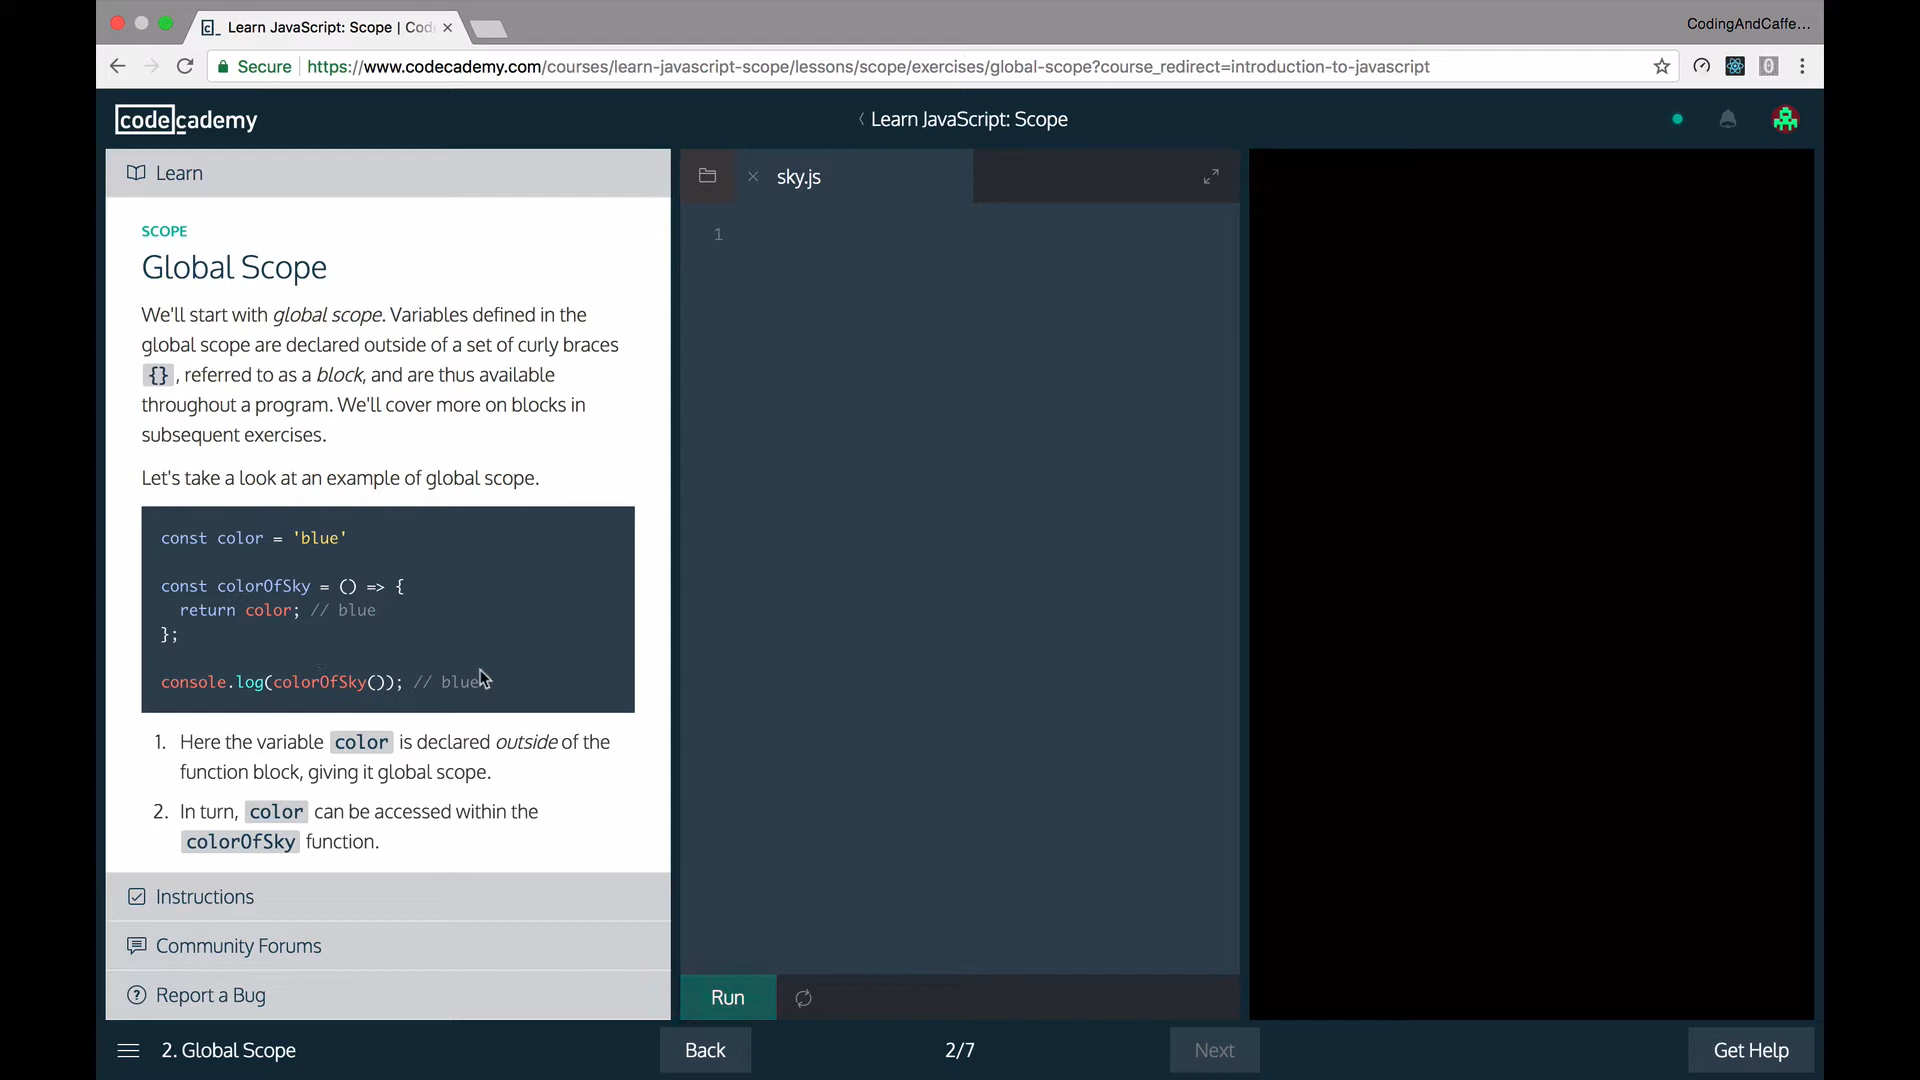 Learn JavaScript: Scope | Cod
CodingAndCaffe...
Secure
https://www.codecademy.com/courses/learn-javascript-scope/lessons/scope/exercises/global-scope?course_redirect=introduction-to-javascript
codecademy
Learn JavaScript: Scope
Learn
SCOPE
Global Scope
We'll start with global scope. Variables defined in the
global scope are declared outside of a set of curly braces
{} , referred to as a block, and are thus available
throughout a program. We'll cover more on blocks in
subsequent exercises.
Let's take a look at an example of global scope.
const color = 'blue'
const colorOfSky = () => {
return color; // blue
};
console.log(colorOfSky()); // blue
1. Here the variable color is declared outside of the
function block, giving it global scope.
2. In turn, color can be accessed within the
colorOfSky function.
Instructions
Community Forums
Report a Bug
sky.js
1
Run
2. Global Scope
Back
2/7
Next
Get Help